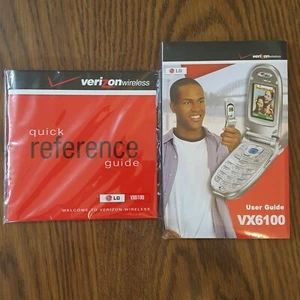 verizonwireless
quick
reference
guide
LG VX6100
WELCOME TO VERIZON WIRELESS
verizonwireless
LG
User Guide
VX6100